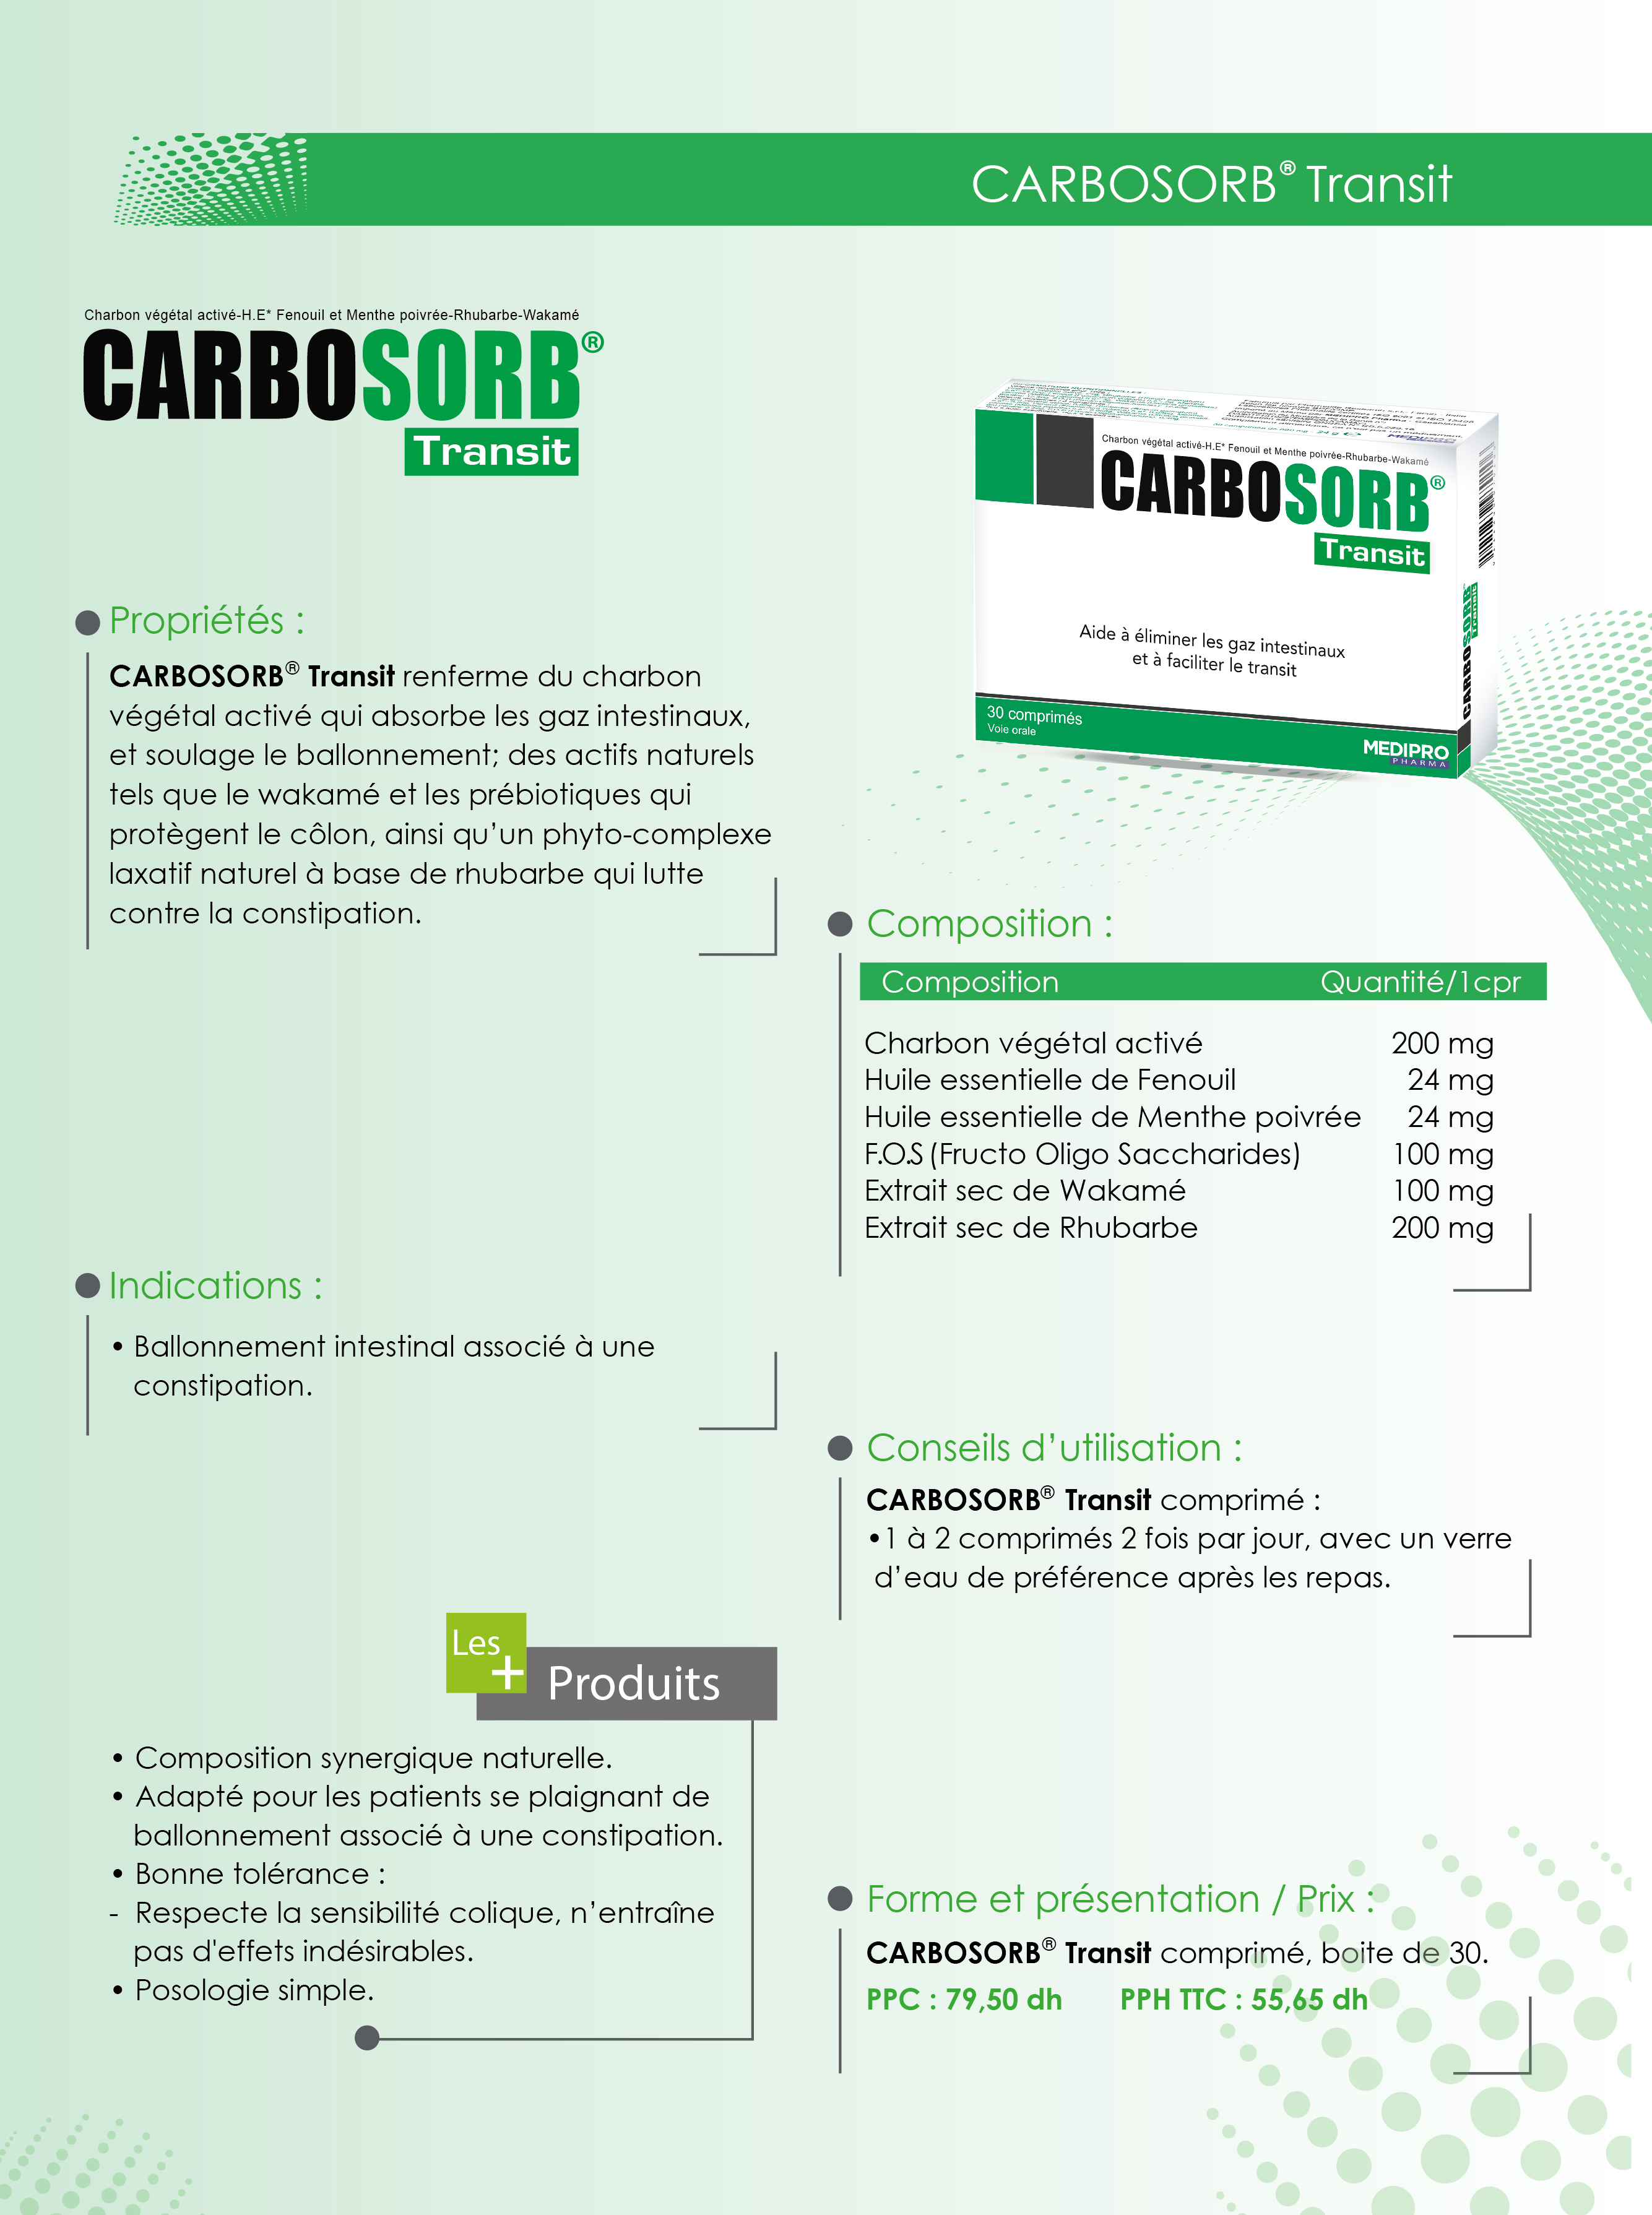 CARBOSORB® Transit
Charbon végétal activé-H.E* Fenouil et Menthe poivrée-Rhubarbe-Wakamé
CARBOSORB®
Transit
Propriétés :
CARBOSORB® Transit renferme du charbon
végétal activé qui absorbe les gaz intestinaux,
et soulage le ballonnement; des actifs naturels
tels que le wakamé et les prébiotiques qui
protègent le côlon, ainsi qu’un phyto-complexe
laxatif naturel à base de rhubarbe qui lutte
contre la constipation.
Indications :
• Ballonnement intestinal associé à une
constipation.
Les +
Produits
• Composition synergique naturelle.
• Adapté pour les patients se plaignant de
ballonnement associé à une constipation.
• Bonne tolérance :
- Respecte la sensibilité colique, n’entraîne
pas d'effets indésirables.
• Posologie simple.
Charbon végétal activé-H.E* Fenouil et Menthe poivrée-Rhubarbe-Wakamé
CARBOSORB®
Transit
Aide à éliminer les gaz intestinaux
et à faciliter le transit
30 comprimés
Voie orale
MEDIPRO
PHARMA
CARBOSORB®
Transit
Composition :
Composition Quantité/1cpr
Charbon végétal activé 200 mg
Huile essentielle de Fenouil 24 mg
Huile essentielle de Menthe poivrée 24 mg
F.O.S (Fructo Oligo Saccharides) 100 mg
Extrait sec de Wakamé 100 mg
Extrait sec de Rhubarbe 200 mg
Conseils d’utilisation :
CARBOSORB® Transit comprimé :
•1 à 2 comprimés 2 fois par jour, avec un verre
d’eau de préférence après les repas.
Forme et présentation / Prix :
CARBOSORB® Transit comprimé, boite de 30.
PPC : 79,50 dh PPH TTC : 55,65 dh